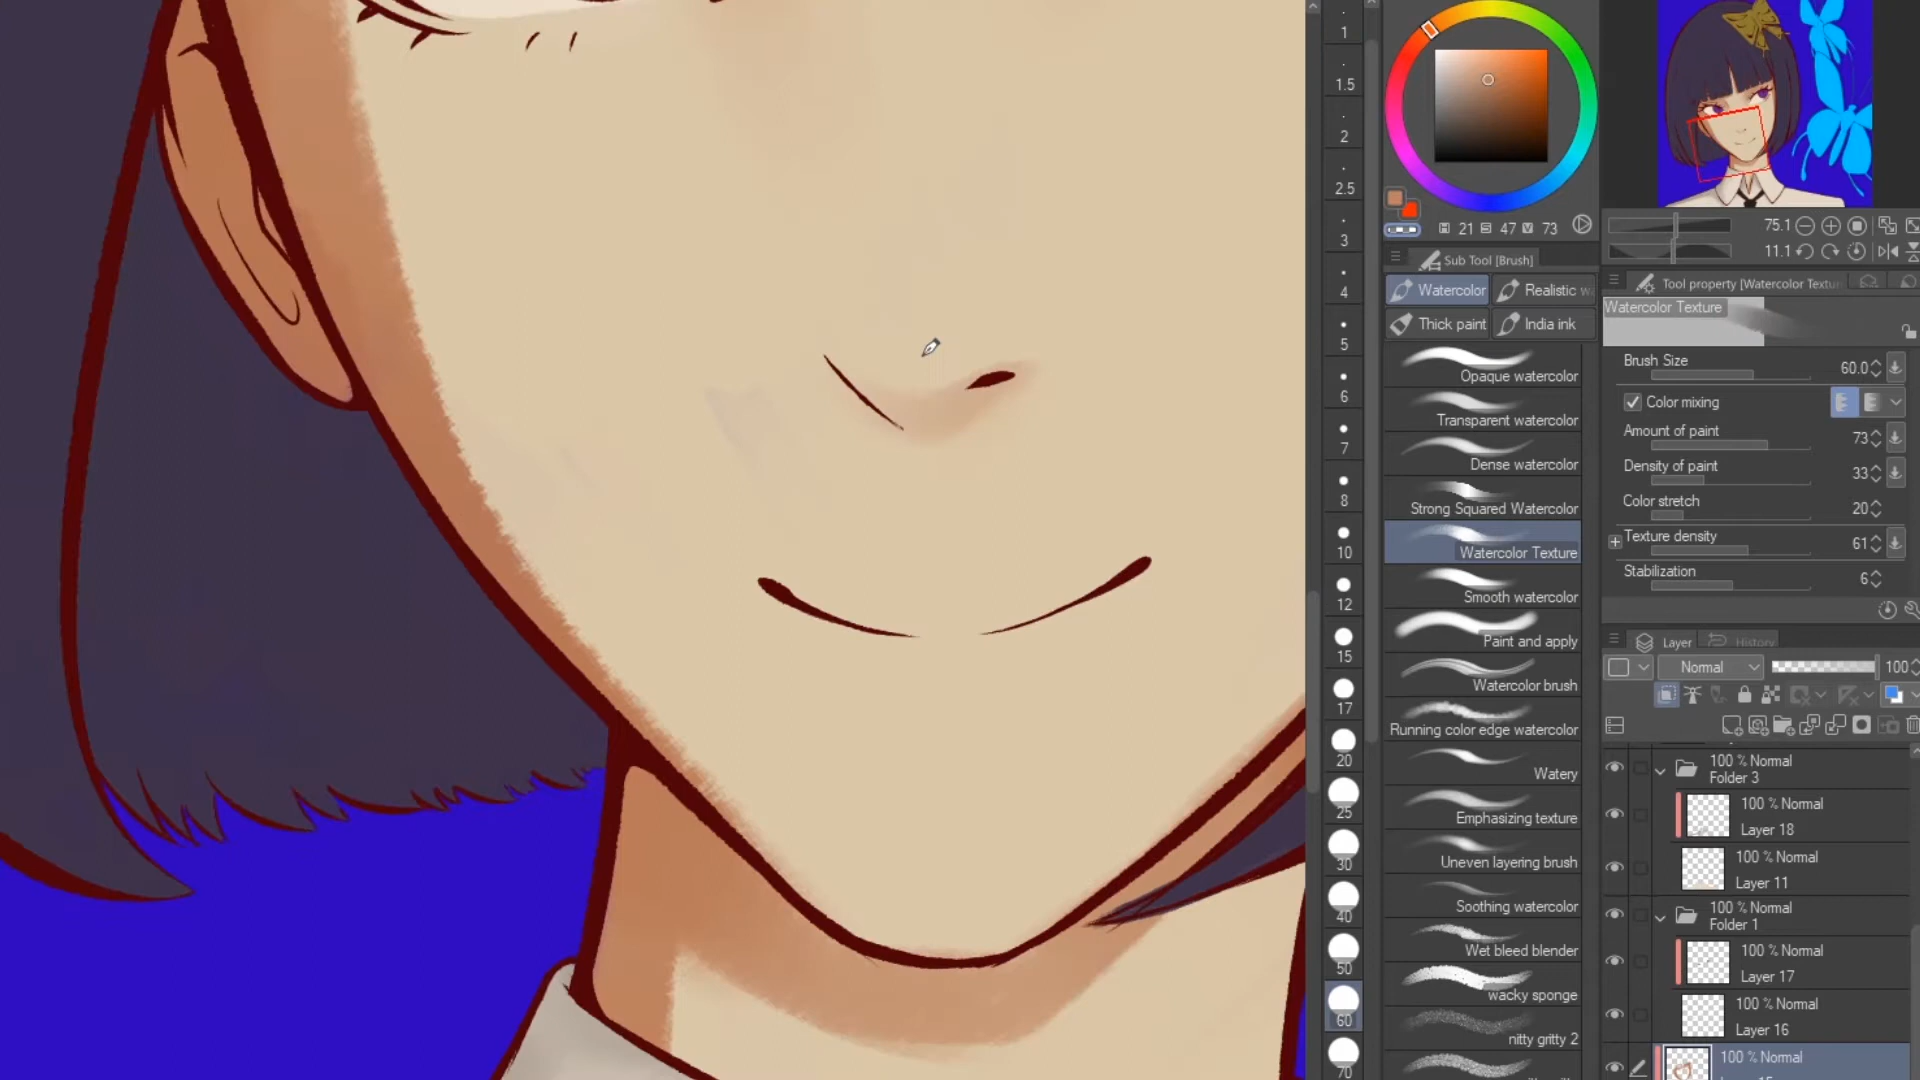 1
1.5
2
2.5
3
4
5
6
7
8
10
12
15
17
20
25
30
40
50
60
70
21 47 73
Sub Tool [Brush]
Watercolor
Realistic
Thick paint
India ink
Opaque watercolor
Transparent watercolor
Dense watercolor
Strong Squared Watercolor
Watercolor Texture
Smooth watercolor
Paint and apply
Watercolor brush
Running color edge watercolor
Watery
Emphasizing texture
Uneven layering brush
Soothing watercolor
Wet bleed blender
wacky sponge
nitty gritty 2
75.1
11.1
Tool property [Watercolor Textur
Watercolor Texture
Brush Size 60.0
Color mixing
Amount of paint 73
Density of paint 33
Color stretch 20
Texture density 61
Stabilization 6
Layer History
Normal 100
100 % Normal
Folder 3
100 % Normal
Layer 18
100 % Normal
Layer 11
100 % Normal
Folder 1
100 % Normal
Layer 17
100 % Normal
Layer 16
100 % Normal